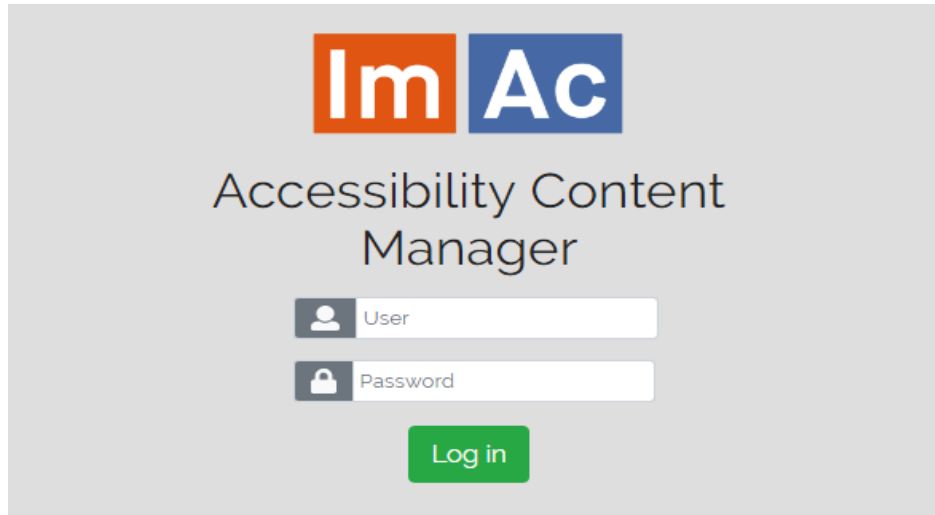 Im Ac
Accessibility Content
Manager
User
Password
Log in